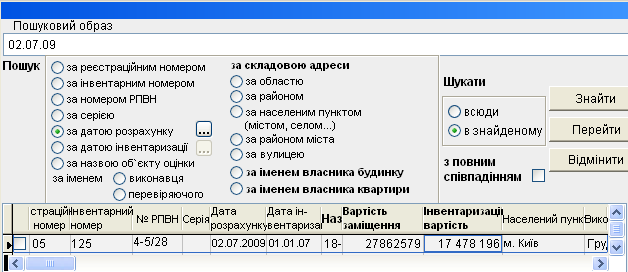 Пошуковий образ
02.07.09
Пошук
за реєстраційним номером
за інвентарним номером
за номером РПВН
за серією
за датою розрахунку ...
за датою інвентаризації ...
за назвою об`єкту оцінки
за іменем виконавця
перевіряючого
за складовою адреси
за областю
за районом
за населеним пунктом
(містом, селом...)
за районом міста
за вулицею
за іменем власника будинку
за іменем власника квартири
Шукати
всюди
в знайденому
з повним
співпадінням
Знайти
Перейти
Відмінити
страцій Інвентарний № РПВН Серія Дата Дата ін- Наз Вартість Інвентаризаці Населений пунк Вико
номер номер розрахунку вентаризаці заміщення вартість
05 125 4-5/28 02.07.2009 01.01.07 18- 27862579 17 478 196 м. Київ Гру